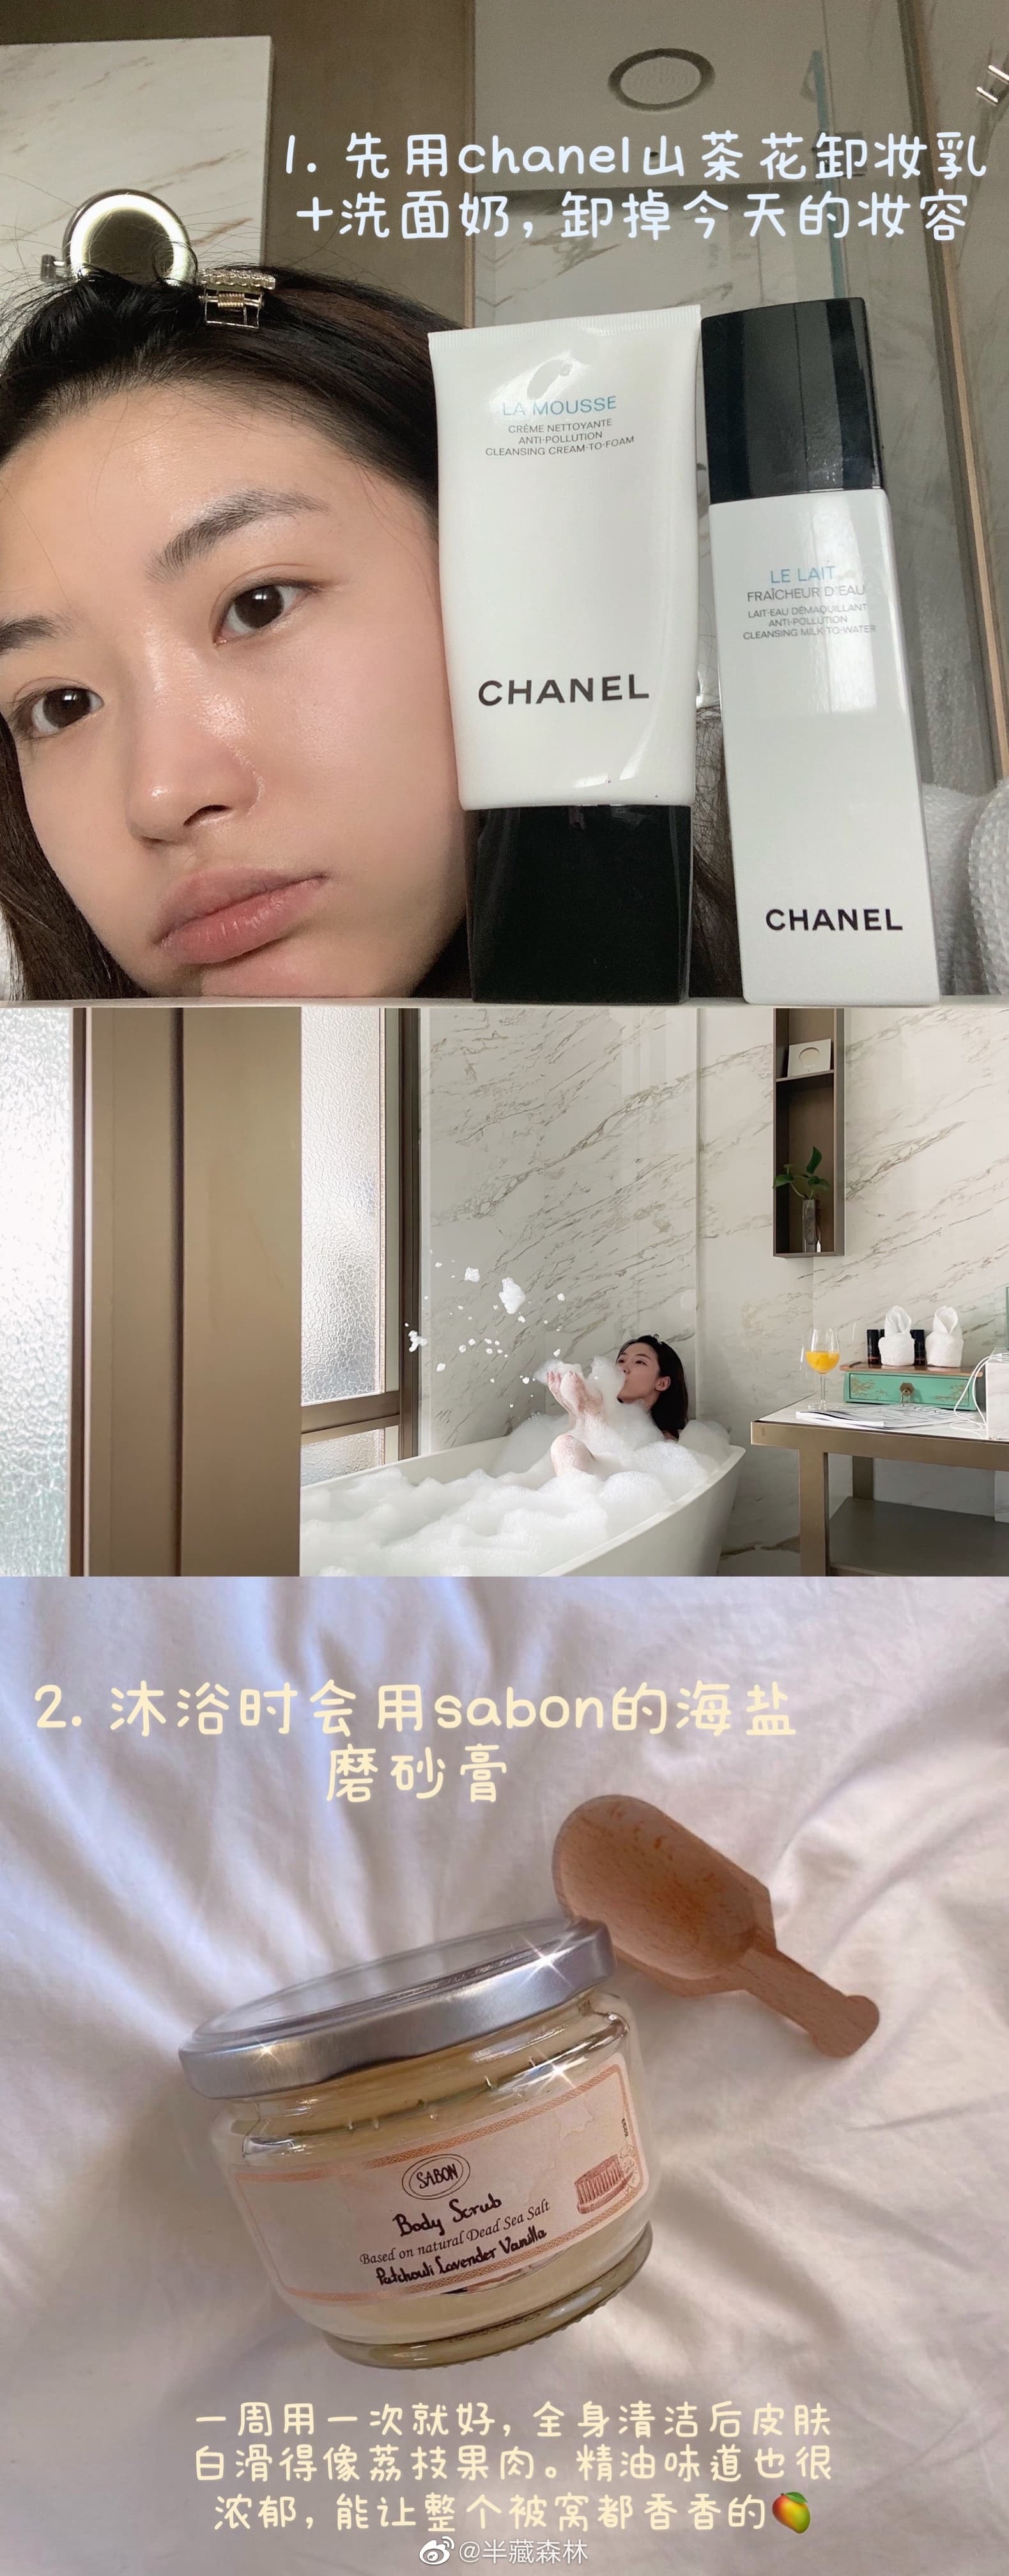 1. 先用chanel山茶花卸妆乳
+洗面奶, 卸掉今天的妆容
LA MOUSSE
CRÈME NETTOYANTE
ANTI-POLLUTION
CLEANSING CREAM-TO-FOAM
CHANEL
LE LAIT
FRAÎCHEUR D'EAU
LAIT-EAU DÉMAQUILLANT
ANTI-POLLUTION
CLEANSING MILK-TO-WATER
CHANEL
2. 沐浴时会用sabon的海盐
磨砂膏
SABON
Body Scrub
Based on natural Dead Sea Salt
Patchouli Lavender Vanilla
一周用一次就好, 全身清洁后皮肤
白滑得像荔枝果肉。精油味道也很
浓郁, 能让整个被窝都香香的🥭
@半藏森林